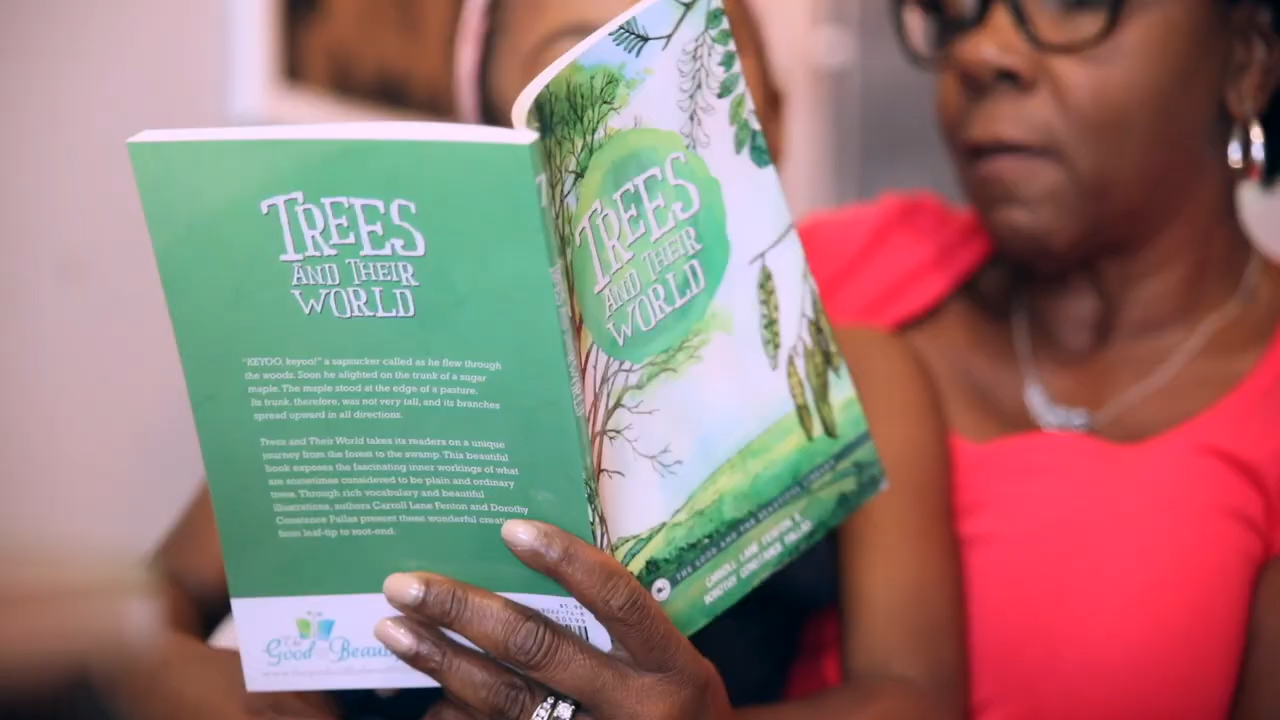 TREES
AND THEIR
WORLD
"KEYOO, keyoo!" a sapsucker called as he flew through
the woods. Soon he alighted on the trunk of a sugar
maple. The maple stood at the edge of a pasture.
Its trunk, therefore, was not very tall, and its branches
spread upward in all directions.
Trees and Their World takes its readers on a unique
journey from the forest to the swamp. This beautiful
book exposes the fascinating inner workings of what
are sometimes considered to be plain and ordinary
trees. Through rich vocabulary and beautiful
illustrations, authors Carroll Lane Fenton and Dorothy
Constance Pallas present these wonderful
from leaf-tip to root-end.
The
Good
WORLD
TREES
AND THEIR
WORLD
THE GOOD AND THE BEAUTIFUL LIBRARY
CARROLL LANE FENTON &
DOROTHY CONSTANCE PALLAS